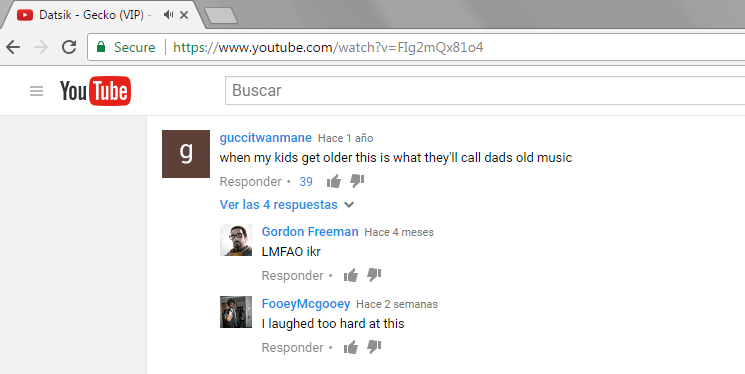 Datsik - Gecko (VIP) -
Secure
https://www.youtube.com/watch?v=FIg2mQx81o4
YouTube
Buscar
g
guccitwanmane Hace 1 año
when my kids get older this is what they'll call dads old music
Responder • 39
Ver las 4 respuestas
Gordon Freeman Hace 4 meses
LMFAO ikr
Responder •
FooeyMcgooey Hace 2 semanas
I laughed too hard at this
Responder •